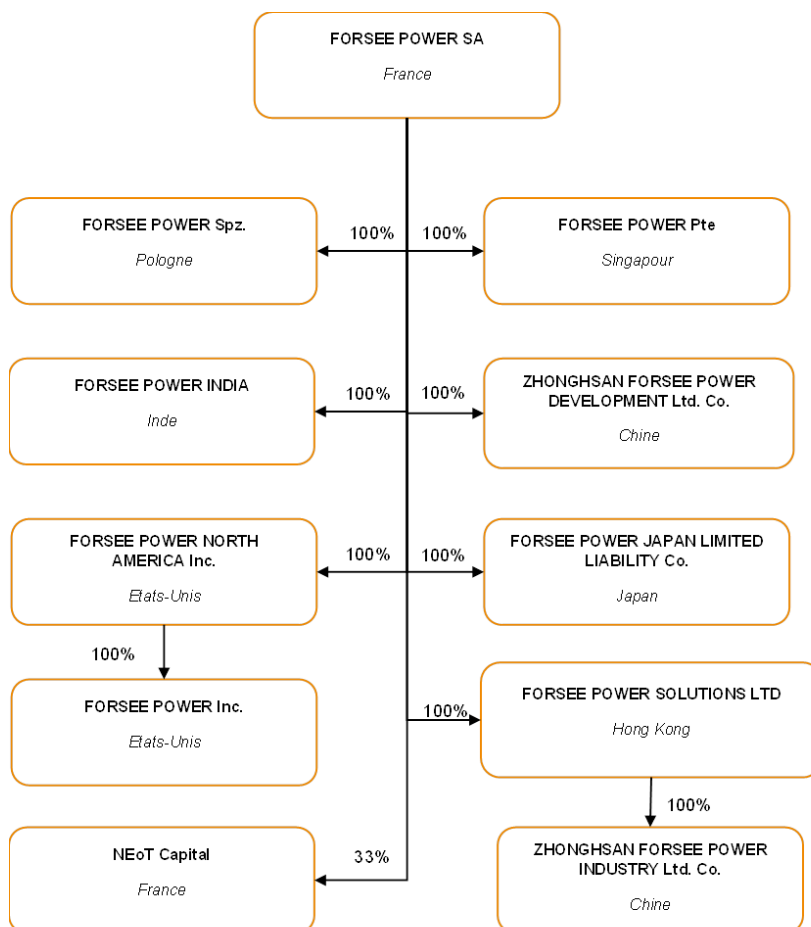 FORSEE POWER SA
France
FORSEE POWER Spz.
Pologne
100%
100%
FORSEE POWER Pte
Singapour
FORSEE POWER INDIA
Inde
100%
100%
ZHONGHSAN FORSEE POWER
DEVELOPMENT Ltd. Co.
Chine
FORSEE POWER NORTH
AMERICA Inc.
Etats-Unis
100%
100%
FORSEE POWER JAPAN LIMITED
LIABILITY Co.
Japan
100%
FORSEE POWER Inc.
Etats-Unis
100%
FORSEE POWER SOLUTIONS LTD
Hong Kong
100%
NEoT Capital
France
33%
ZHONGHSAN FORSEE POWER
INDUSTRY Ltd. Co.
Chine